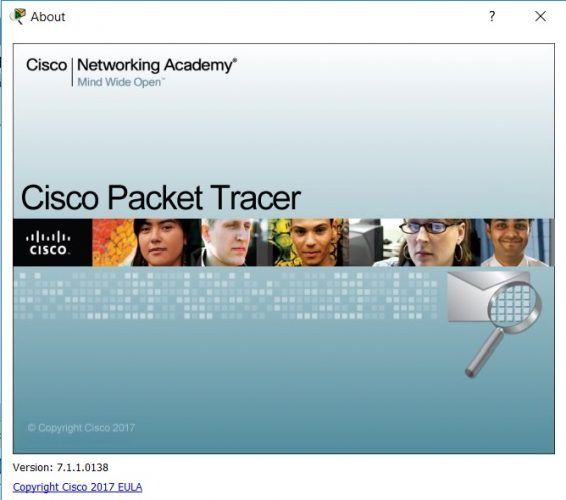 About
Cisco Networking Academy®
Mind Wide Open™
Cisco Packet Tracer
CISCO
© Copyright Cisco 2017
Version: 7.1.1.0138
Copyright Cisco 2017 EULA